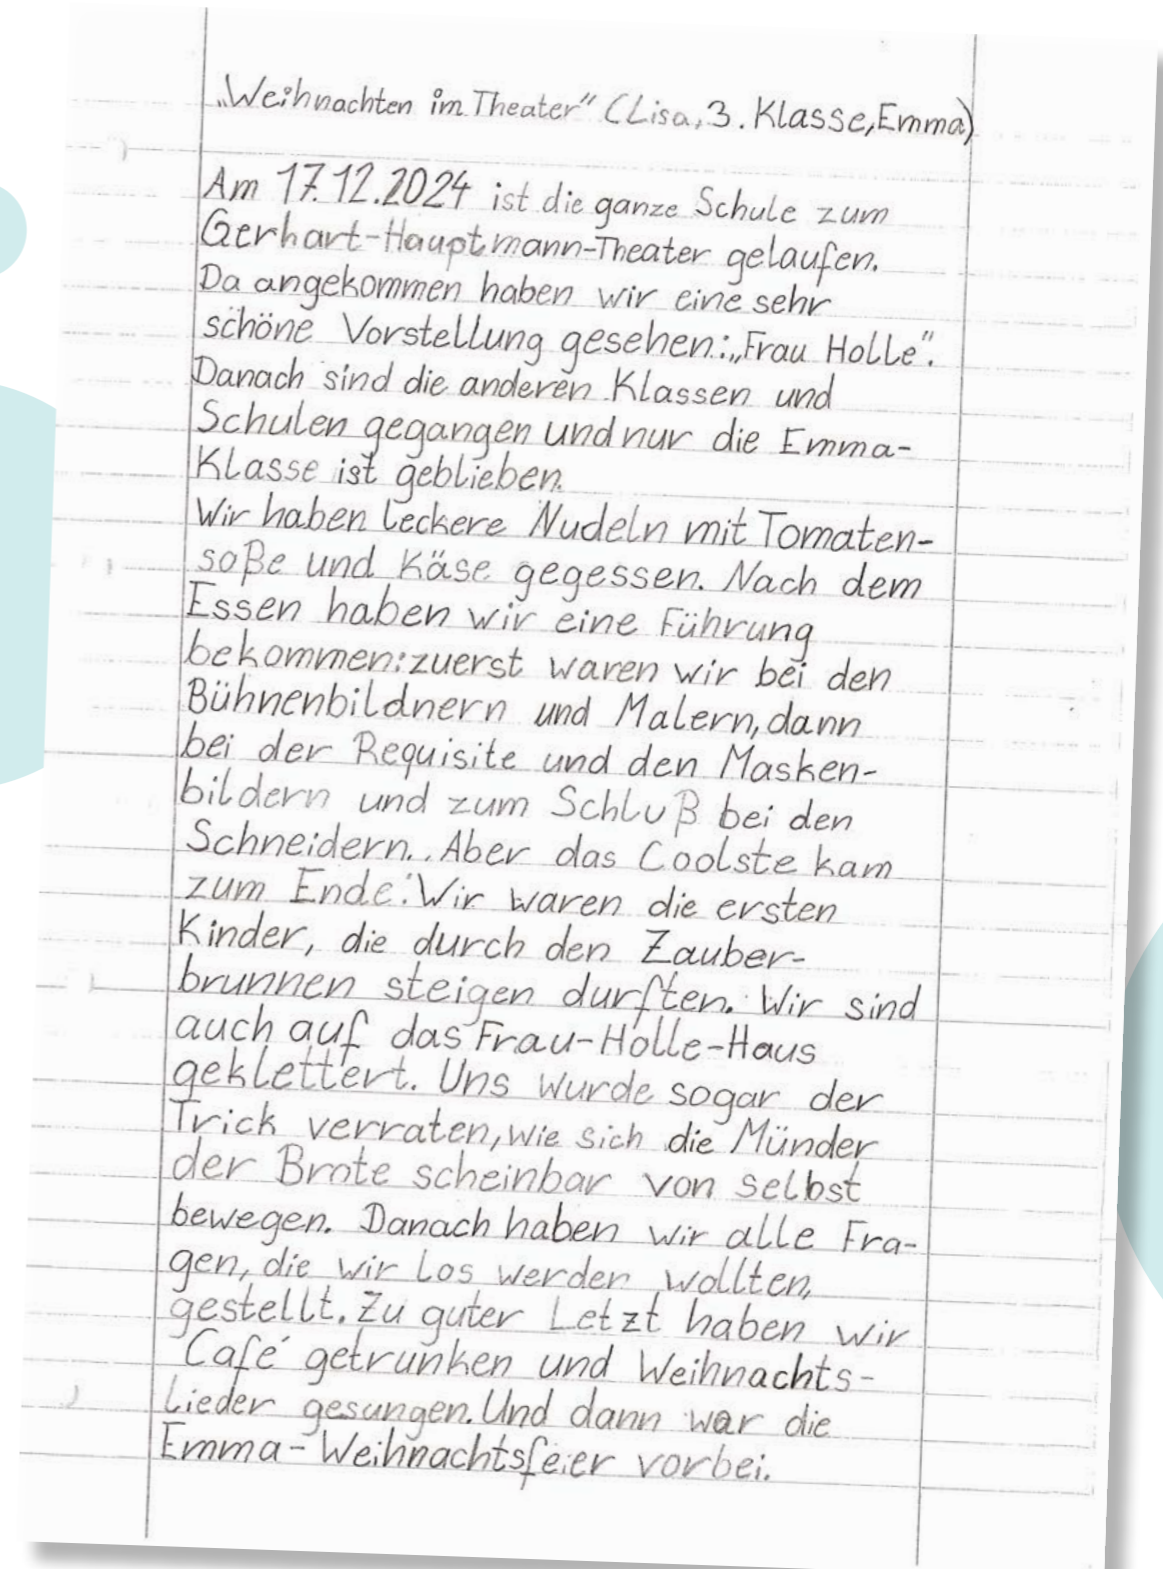 „Weihnachten im Theater“ (Lisa, 3. Klasse, Emma)
Am 17.12.2024 ist die ganze Schule zum
Gerhart-Hauptmann-Theater gelaufen.
Da angekommen haben wir eine sehr
schöne Vorstellung gesehen: „Frau Holle“.
Danach sind die anderen Klassen und
Schulen gegangen und nur die Emma-
Klasse ist geblieben.
Wir haben leckere Nudeln mit Tomaten-
soße und Käse gegessen. Nach dem
Essen haben wir eine Führung
bekommen: zuerst waren wir bei den
Bühnenbildnern und Malern, dann
bei der Requisite und den Masken-
bildern und zum Schluß bei den
Schneidern. Aber das Coolste kam
zum Ende: Wir waren die ersten
Kinder, die durch den Zauber-
brunnen steigen durften. Wir sind
auch auf das Frau-Holle-Haus
geklettert. Uns wurde sogar der
Trick verraten, wie sich die Münder
der Brote scheinbar von selbst
bewegen. Danach haben wir alle Fra-
gen, die wir los werden wollten,
gestellt. Zu guter Letzt haben wir
Café getrunken und Weihnachts-
lieder gesungen. Und dann war die
Emma-Weihnachtsfeier vorbei.